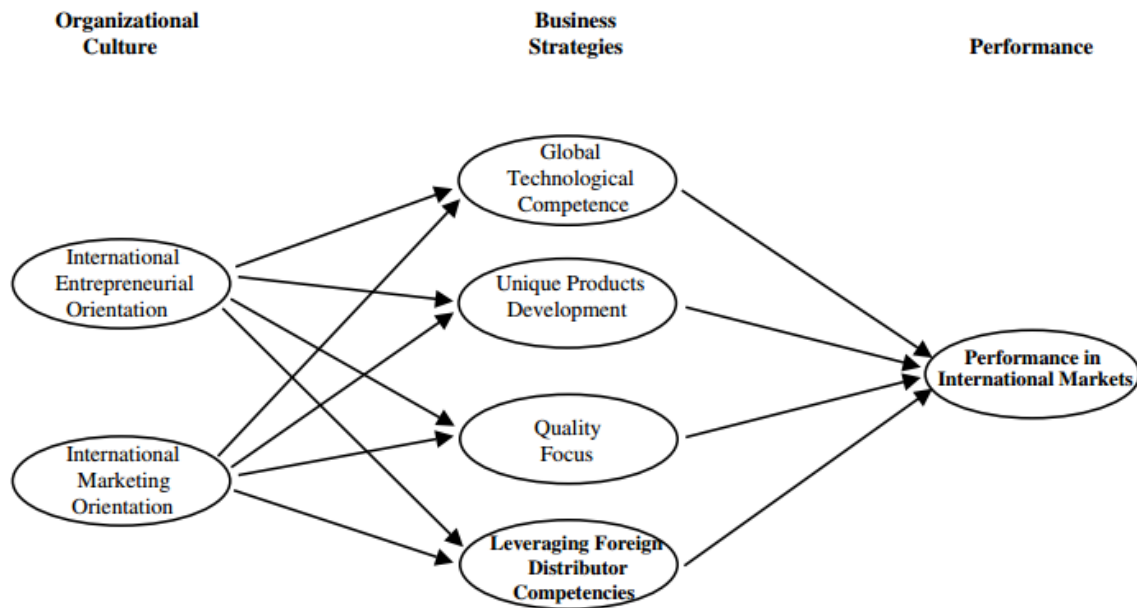 Organizational
Culture
Business
Strategies
Performance
Global
Technological
Competence
International
Entrepreneurial
Orientation
Unique Products
Development
Performance in
International Markets
Quality
Focus
International
Marketing
Orientation
Leveraging Foreign
Distributor
Competencies